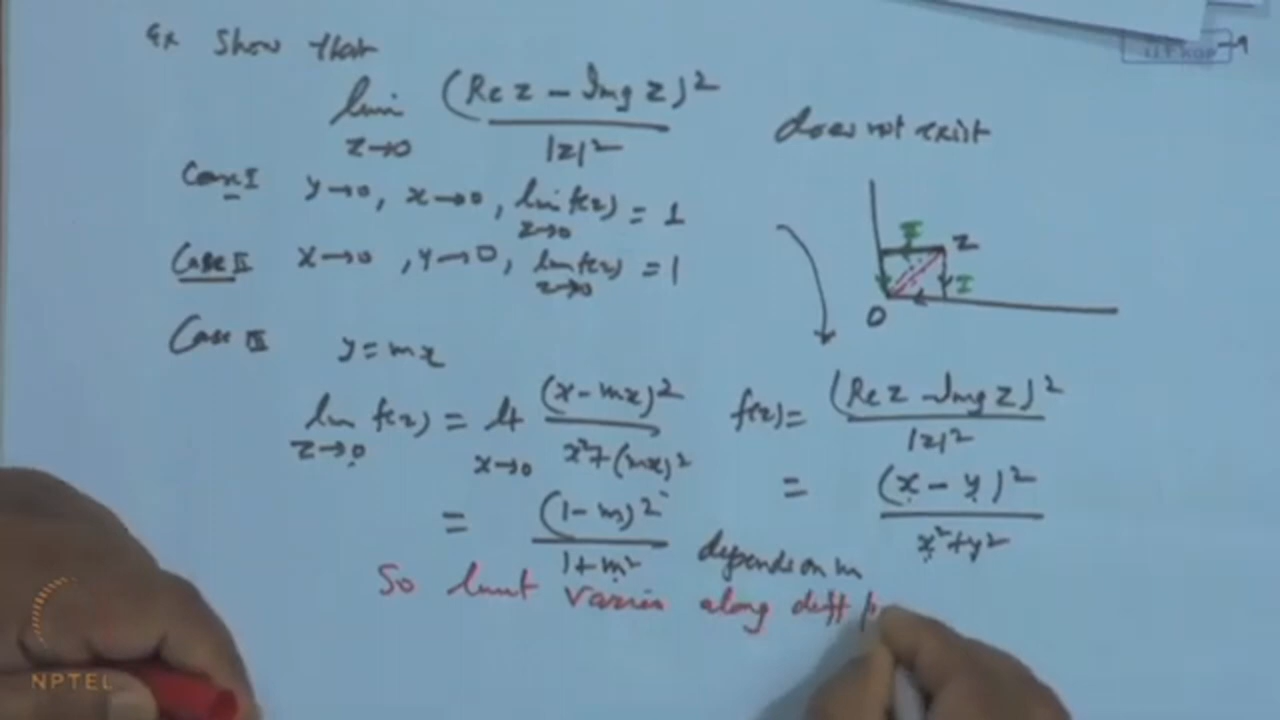 Ex Show that
lim z→0 (Re z − Img z)² / |z|² does not exist
Case I y→0, x→0, lim z→0 f(z) = 1
Case II x→0, y→0, lim z→0 f(z) = 1
z
I
II
O
Case III y = mx
lim z→0 f(z) = lt x→0 (x−mx)² / x²+(mx)²
= (1−m)² / 1+m² depends on m
f(z) = (Re z − Img z)² / |z|²
= (x − y)² / x²+y²
So limit varies along diff p
NPTEL